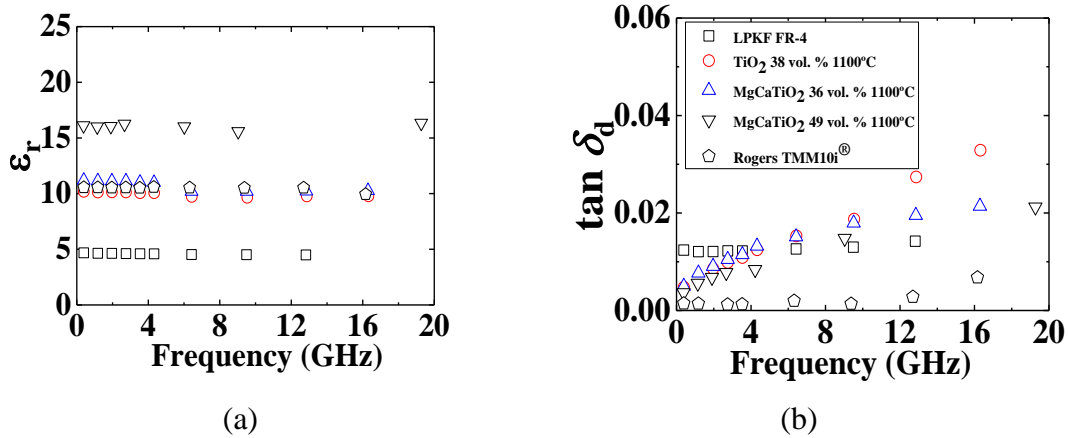 25
20
15
10
5
0
εr
0 4 8 12 16 20
Frequency (GHz)
(a)
0.06
0.04
0.02
0.00
tan δd
LPKF FR-4
TiO2 38 vol. % 1100ºC
MgCaTiO2 36 vol. % 1100ºC
MgCaTiO2 49 vol. % 1100ºC
Rogers TMM10i®
0 4 8 12 16 20
Frequency (GHz)
(b)